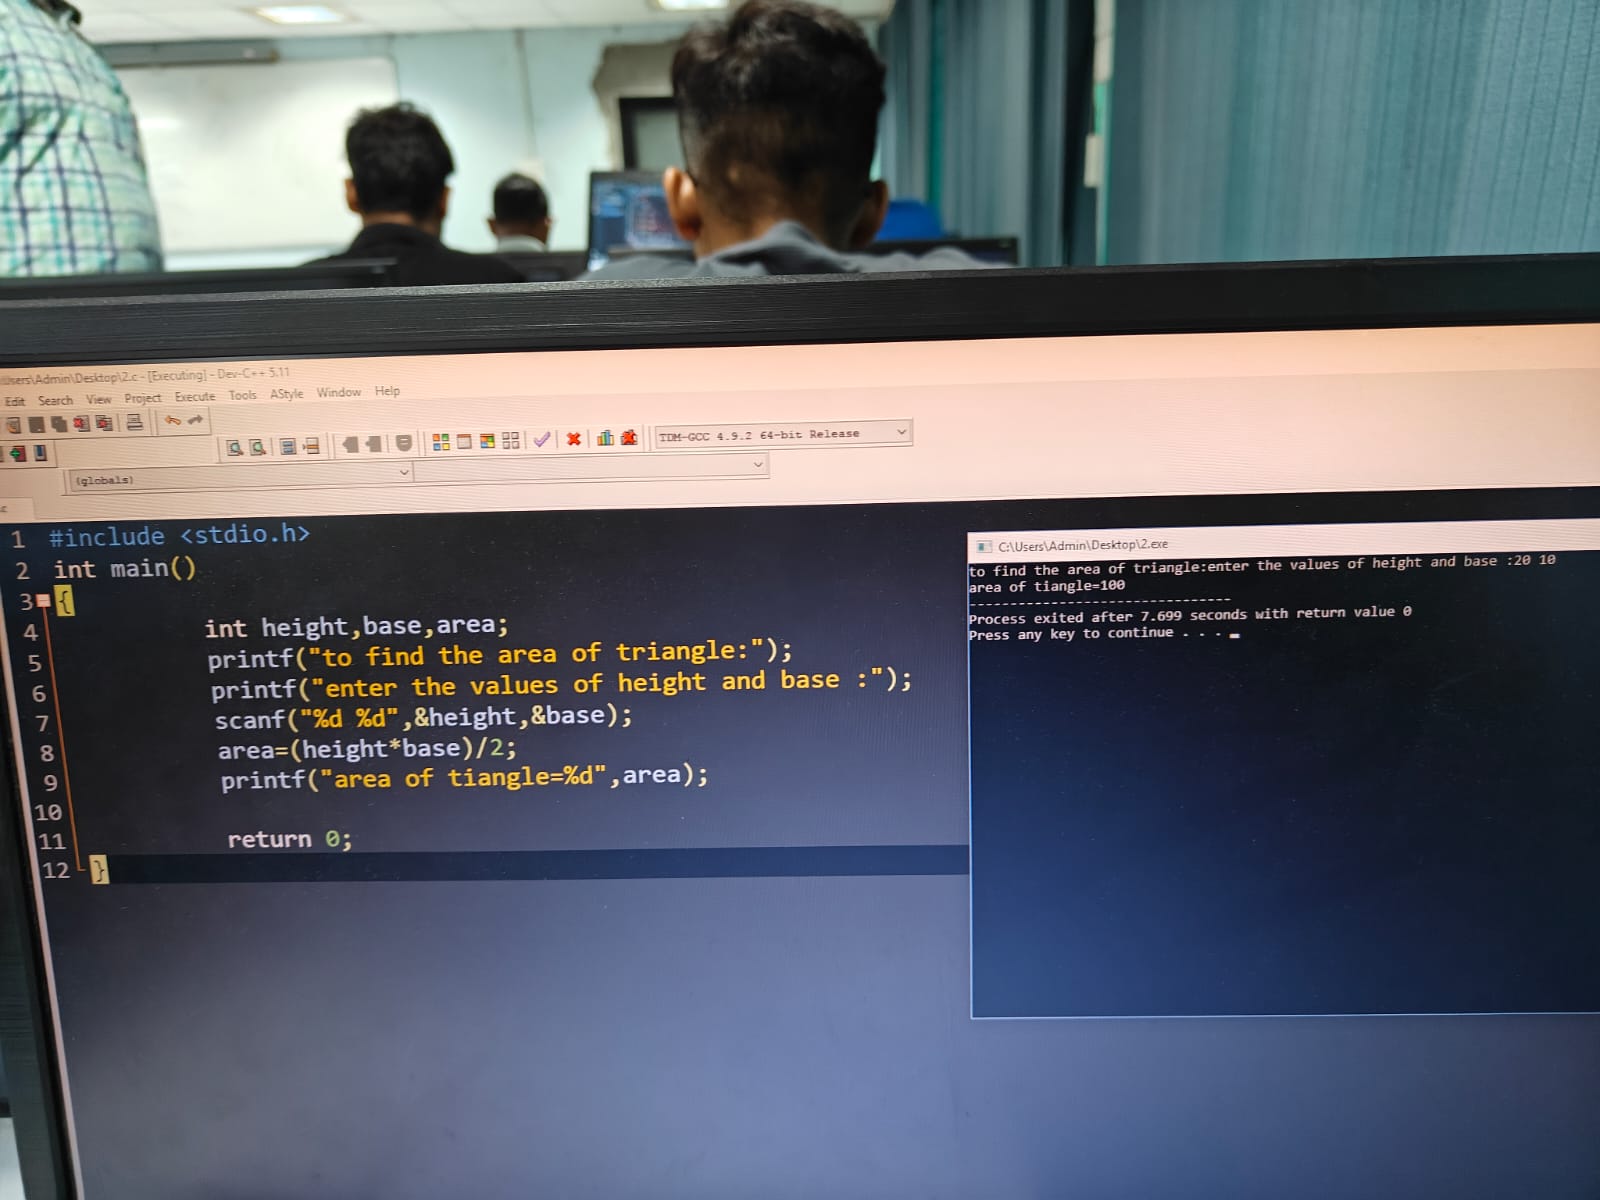 Users\Admin\Desktop\2.c - [Executing] - Dev-C++ 5.11
Edit Search View Project Execute Tools AStyle Window Help
TDM-GCC 4.9.2 64-bit Release
(globals)
1 #include <stdio.h>
2 int main()
3 {
4 int height,base,area;
5 printf("to find the area of triangle:");
6 printf("enter the values of height and base :");
7 scanf("%d %d",&height,&base);
8 area=(height*base)/2;
9 printf("area of tiangle=%d",area);
10
11 return 0;
12 }
C:\Users\Admin\Desktop\2.exe
to find the area of triangle:enter the values of height and base :20 10
area of tiangle=100
--------------------------------
Process exited after 7.699 seconds with return value 0
Press any key to continue . . .